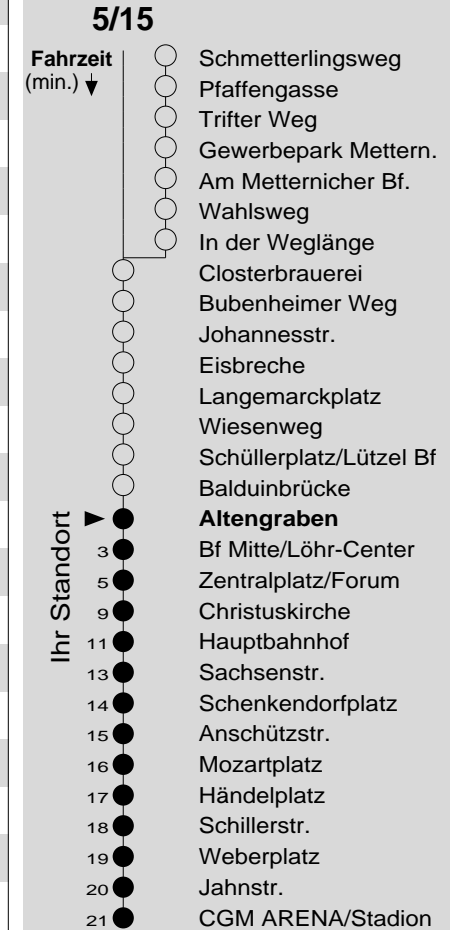 5/15
Fahrzeit
(min.)
Schmetterlingsweg
Pfaffengasse
Trifter Weg
Gewerbepark Mettern.
Am Metternicher Bf.
Wahlsweg
In der Weglänge
Closterbrauerei
Bubenheimer Weg
Johannesstr.
Eisbreche
Langemarckplatz
Wiesenweg
Schüllerplatz/Lützel Bf
Balduinbrücke
Ihr Standort
Altengraben
3 Bf Mitte/Löhr-Center
5 Zentralplatz/Forum
9 Christuskirche
11 Hauptbahnhof
13 Sachsenstr.
14 Schenkendorfplatz
15 Anschützstr.
16 Mozartplatz
17 Händelplatz
18 Schillerstr.
19 Weberplatz
20 Jahnstr.
21 CGM ARENA/Stadion